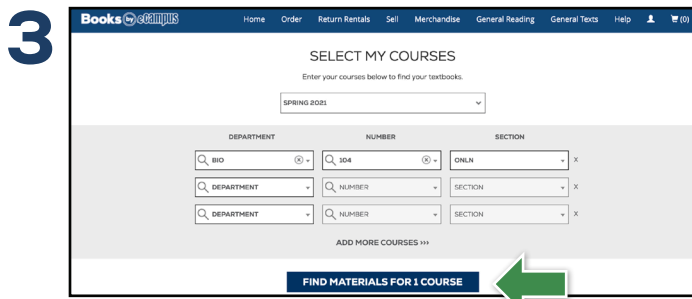 3
Books by eCampus Home Order Return Rentals Sell Merchandise General Reading General Texts Help (0)
SELECT MY COURSES
Enter your courses below to find your textbooks.
SPRING 2021
DEPARTMENT NUMBER SECTION
BIO 104 ONLN X
DEPARTMENT NUMBER SECTION X
DEPARTMENT NUMBER SECTION X
ADD MORE COURSES >>>
FIND MATERIALS FOR 1 COURSE